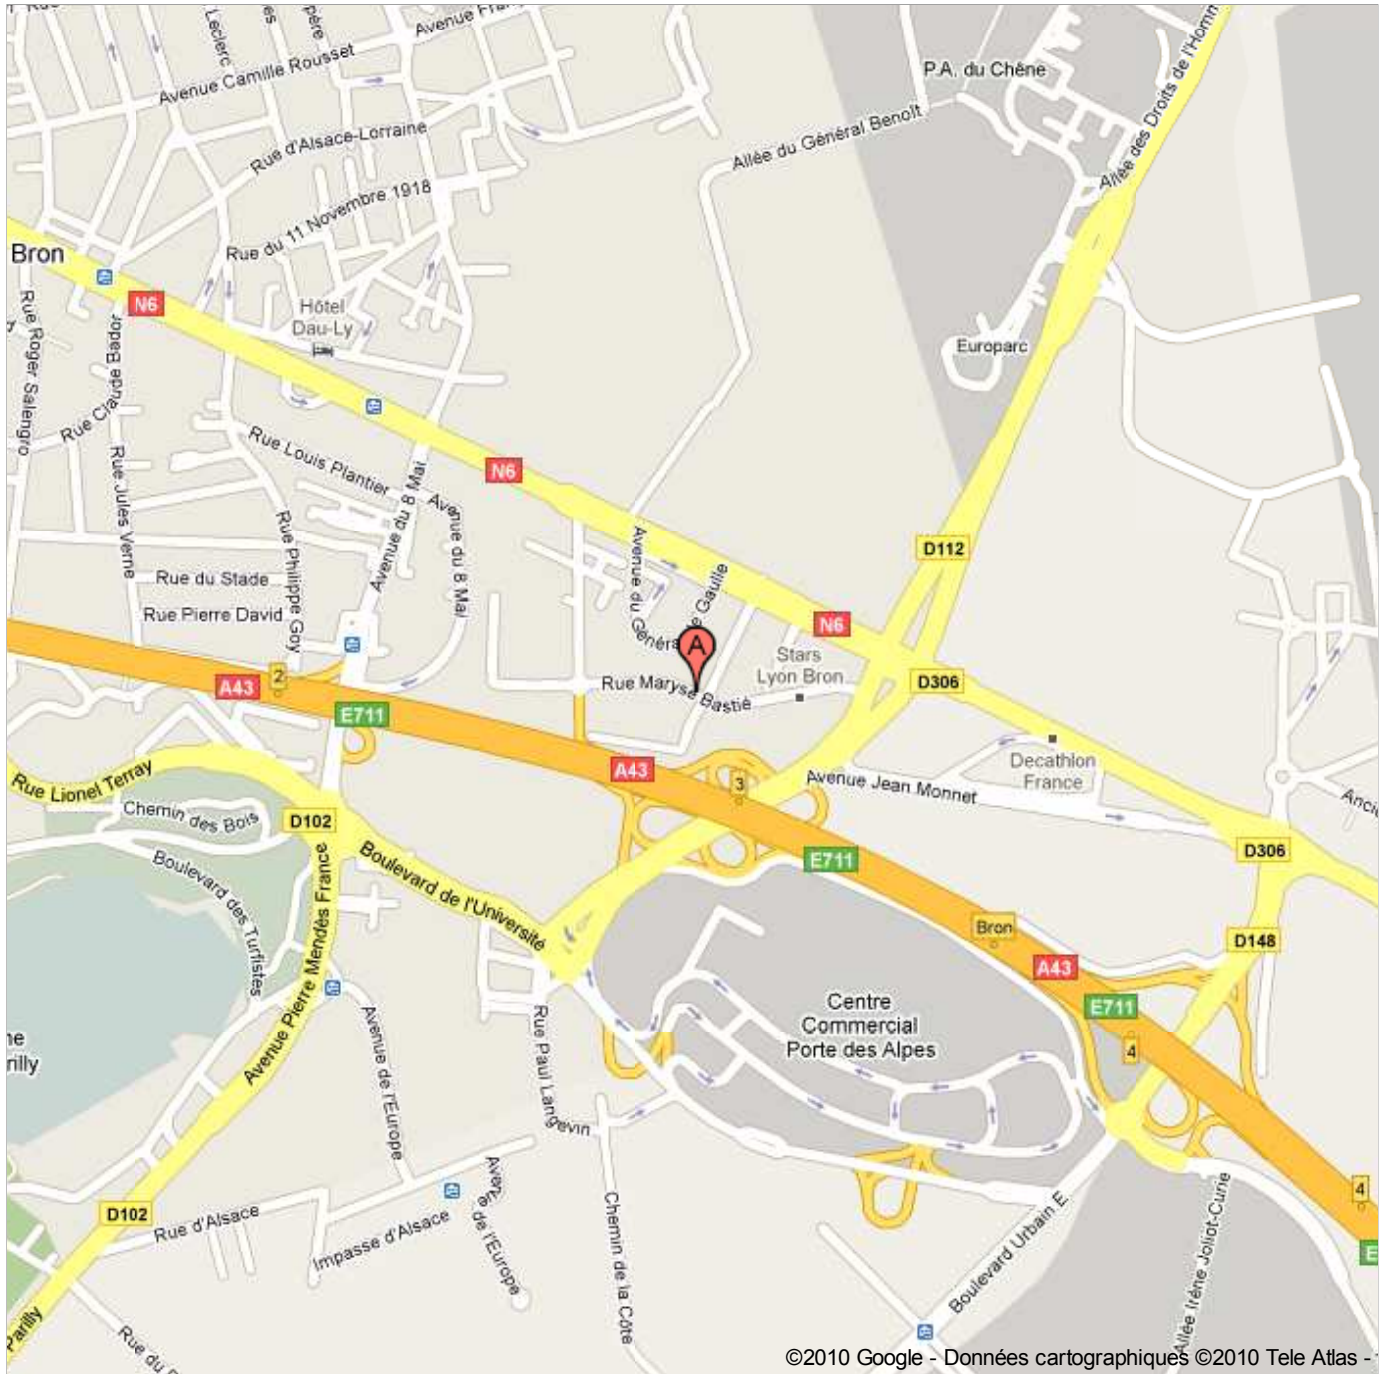 Leclerc
Avenue Camille Rousset
Rue d'Alsace-Lorraine
Rue du 11 Novembre 1918
P.A. du Chêne
Allée du Général Benoît
Allée des Droits de l'Homm
Bron
N6
Hôtel
Dau-Ly
Europarc
Rue Roger Salengro
Rue Claude Bador
Rue Jules Verne
Rue Louis Plantier
Avenue du 8 Mai
Avenue du 8 Mai
N6
Rue Philippe Goy
Rue du Stade
Rue Pierre David
Avenue du Général de Gaulle
D112
N6
A
Stars
Lyon Bron
Rue Maryse Bastié
D306
2
A43
E711
A43
3
Decathlon
France
Avenue Jean Monnet
Rue Lionel Terray
Chemin des Bois
D102
Boulevard de l'Université
Boulevard des Turfistes
Avenue Pierre Mendès France
E711
D306
Bron
D148
A43
E711
4
Centre
Commercial
Porte des Alpes
Rue Paul Langevin
Avenue de l'Europe
Avenue de l'Europe
D102
Rue d'Alsace
Impasse d'Alsace
Chemin de la Côte
Boulevard Urbain E
Allée Irène Joliot-Curie
4
E
Parilly
Rue du
©2010 Google - Données cartographiques ©2010 Tele Atlas -